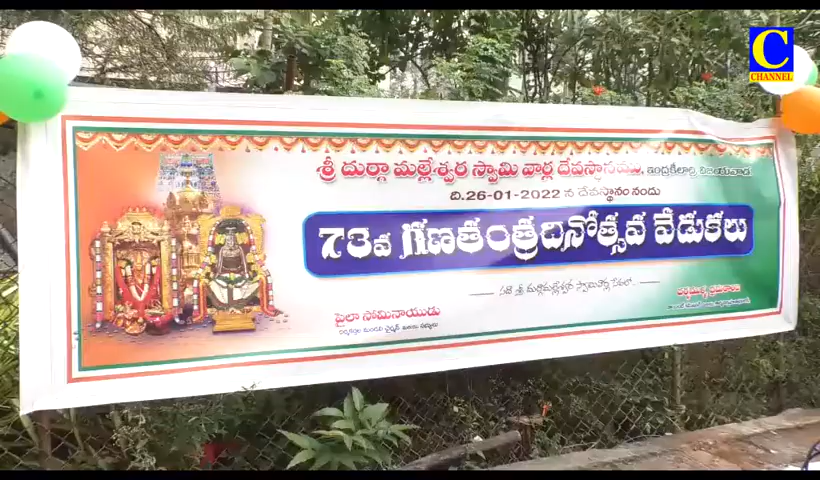 C
CHANNEL
శ్రీ దుర్గా మల్లేశ్వర స్వామి వార్ల దేవస్థానము, ఇంద్రకీలాద్రి, విజయవాడ
ది.26-01-2022 న దేవస్థానం నందు
73వ గణతంత్రదినోత్సవ వేడుకలు
పైలా సోమినాయుడు